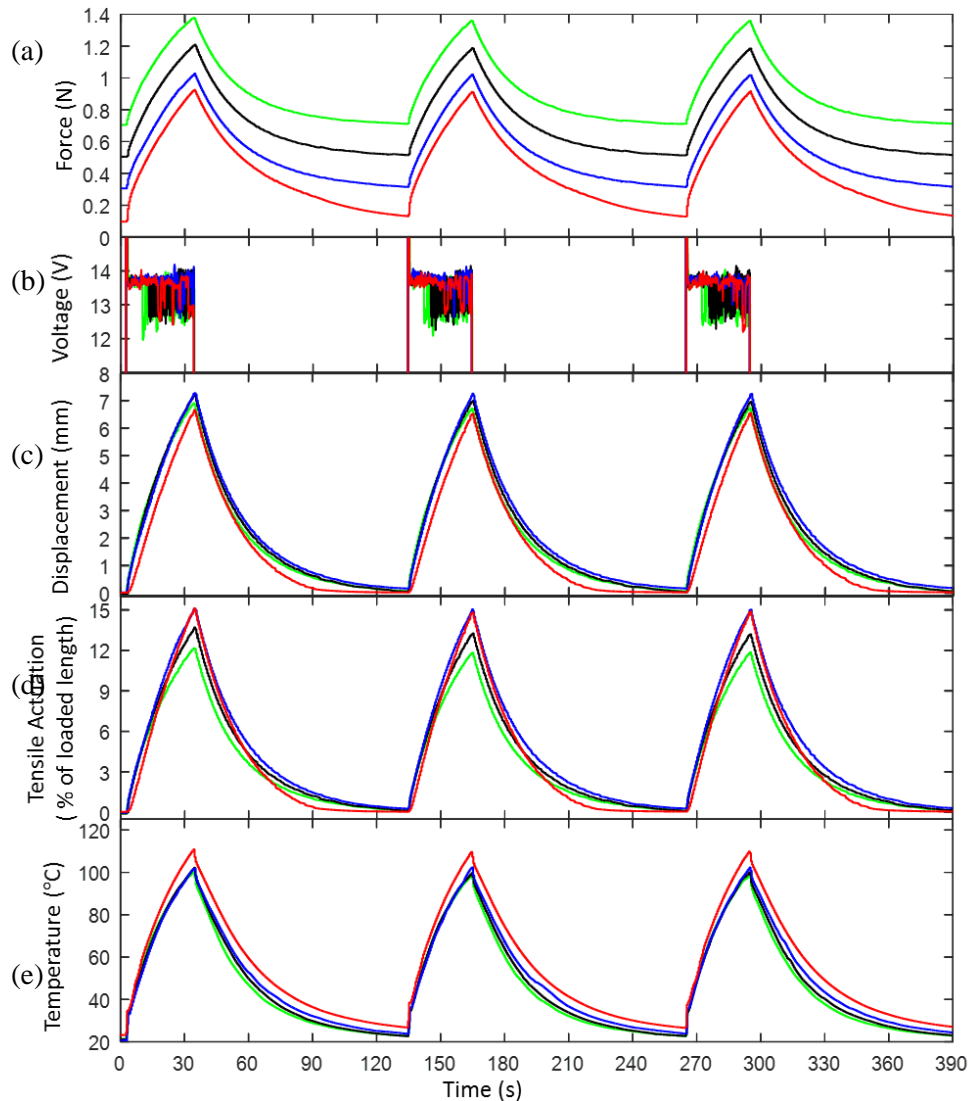 (a)
Force (N)
1.4
1.2
1
0.8
0.6
0.4
0.2
0
(b)
Voltage (V)
14
13
12
8
(c)
Displacement (mm)
7
6
5
4
3
2
1
0
(d)
Tensile Actuition
( % of loaded length)
15
12
9
6
3
0
(e)
Temperature (°C)
120
100
80
60
40
20
0 30 60 90 120 150 180 210 240 270 300 330 360 390
Time (s)